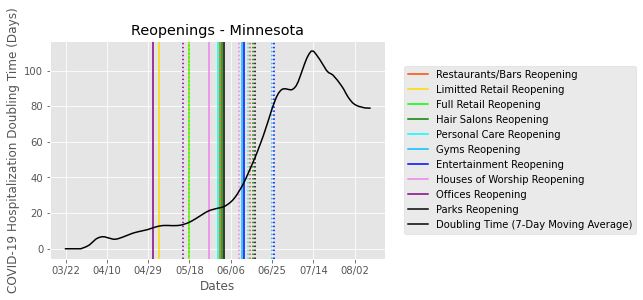 Reopenings - Minnesota
COVID-19 Hospitalization Doubling Time (Days)
100
80
60
40
20
0
03/22 04/10 04/29 05/18 06/06 06/25 07/14 08/02
Dates
Restaurants/Bars Reopening
Limitted Retail Reopening
Full Retail Reopening
Hair Salons Reopening
Personal Care Reopening
Gyms Reopening
Entertainment Reopening
Houses of Worship Reopening
Offices Reopening
Parks Reopening
Doubling Time (7-Day Moving Average)